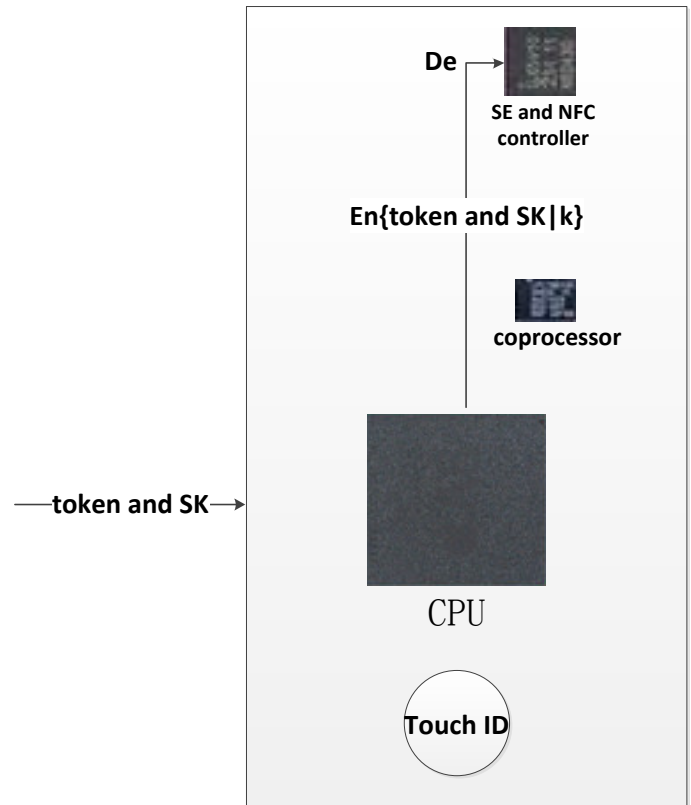 De
SE and NFC
controller
En{token and SK|k}
coprocessor
token and SK
CPU
Touch ID